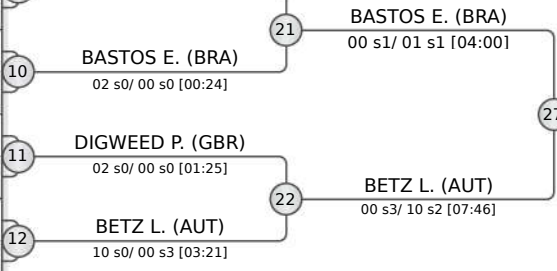 BASTOS E. (BRA)
21
00 s1/ 01 s1 [04:00]
BASTOS E. (BRA)
10
02 s0/ 00 s0 [00:24]
27
DIGWEED P. (GBR)
11
02 s0/ 00 s0 [01:25]
BETZ L. (AUT)
22
00 s3/ 10 s2 [07:46]
BETZ L. (AUT)
12
10 s0/ 00 s3 [03:21]